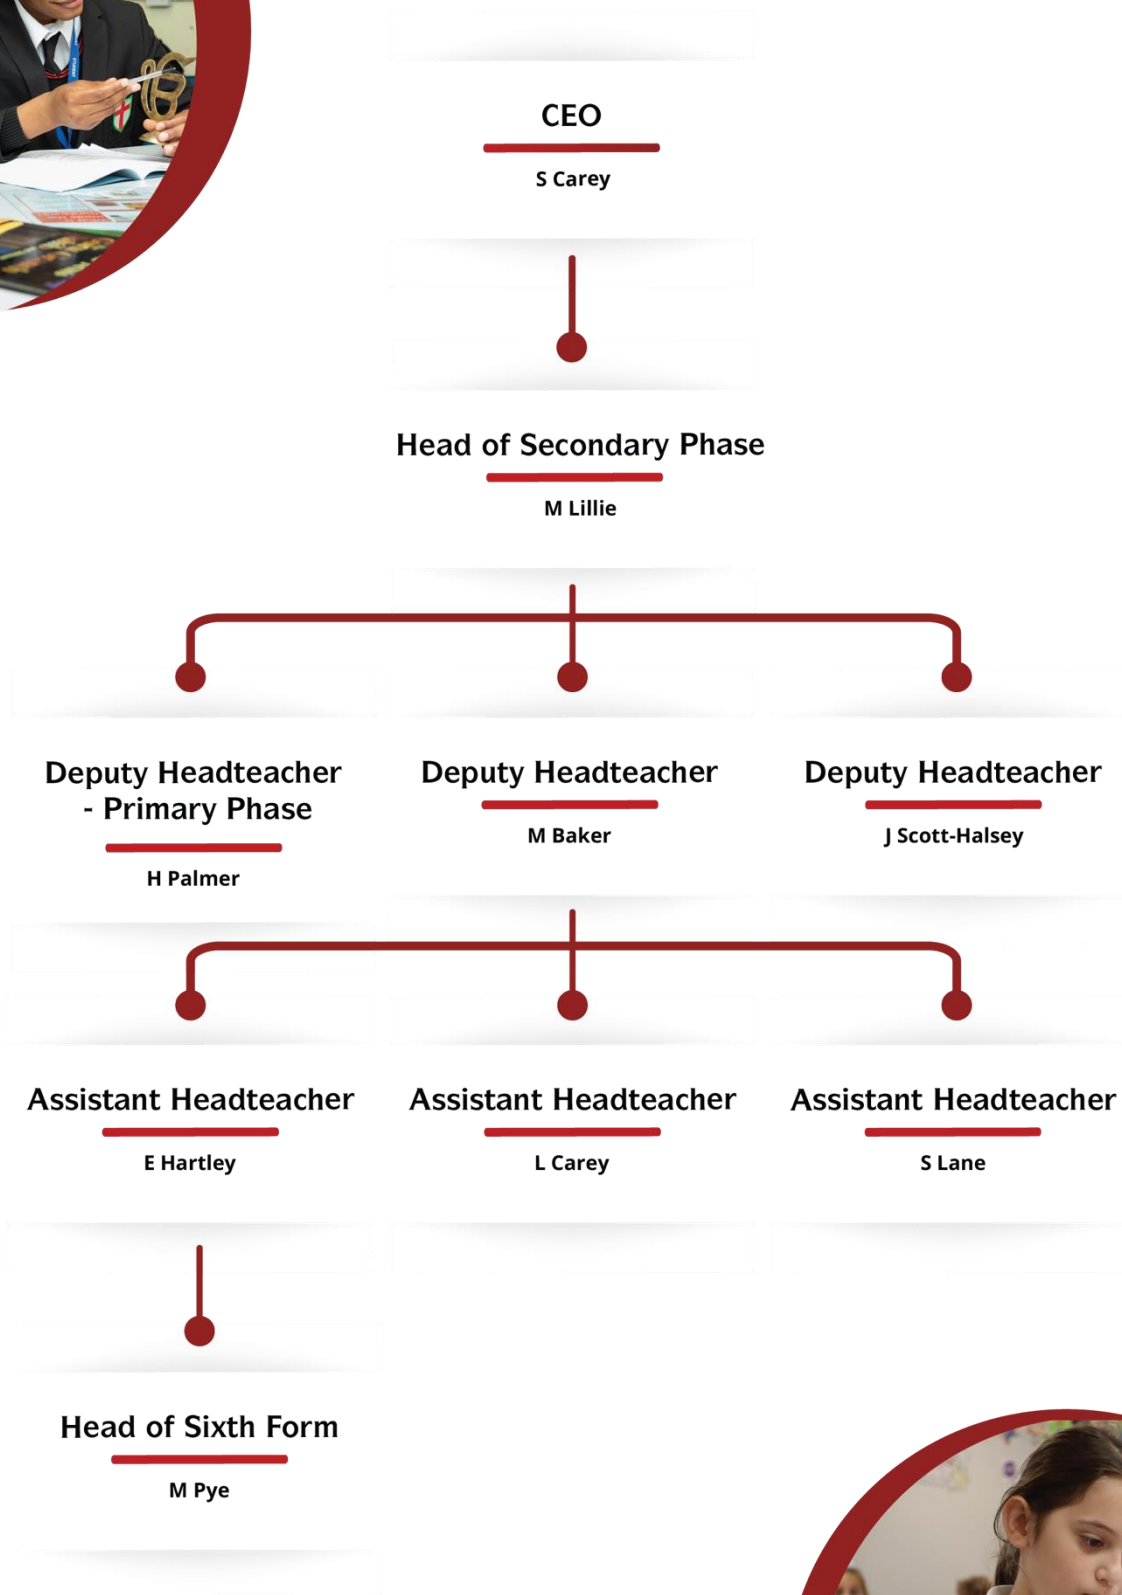 CEO
S Carey
Head of Secondary Phase
M Lillie
Deputy Headteacher
- Primary Phase
H Palmer
Deputy Headteacher
M Baker
Deputy Headteacher
J Scott-Halsey
Assistant Headteacher
E Hartley
Assistant Headteacher
L Carey
Assistant Headteacher
S Lane
Head of Sixth Form
M Pye